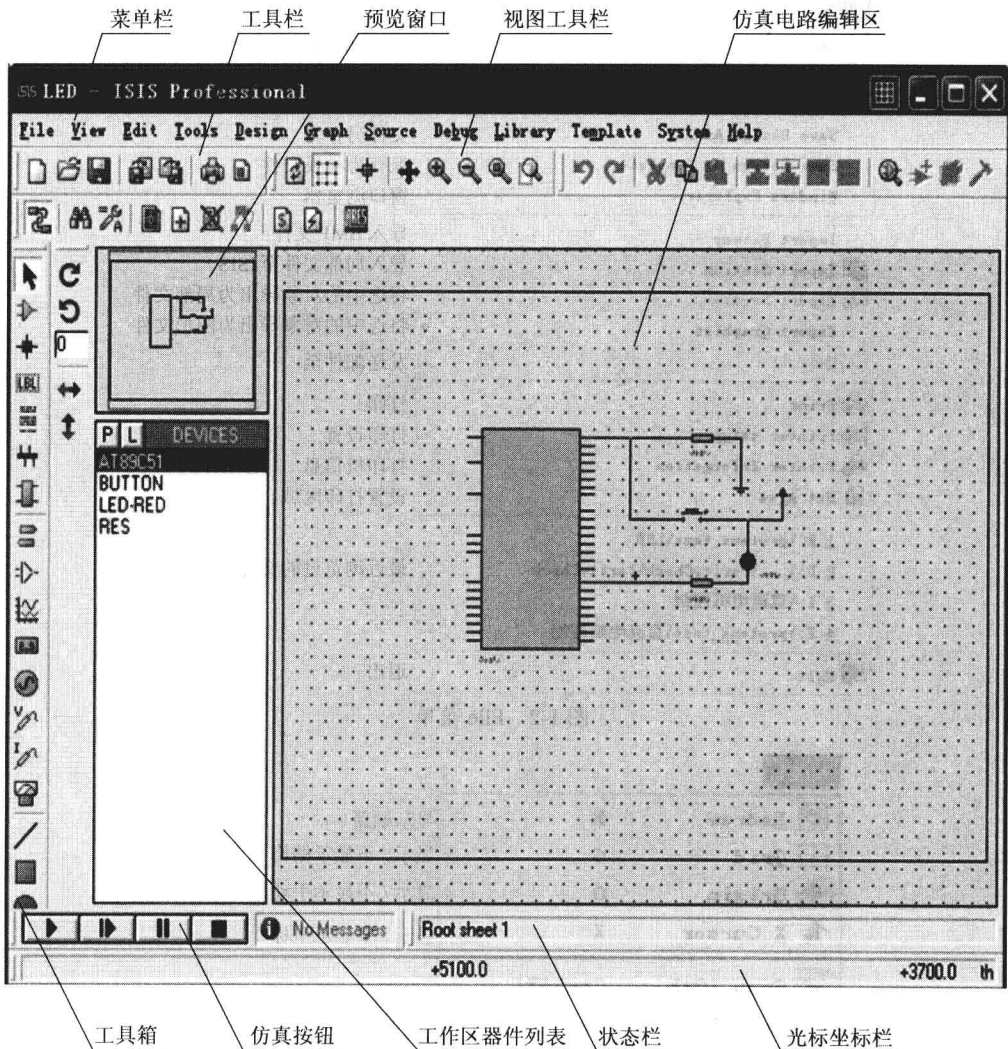 菜单栏 工具栏 预览窗口 视图工具栏 仿真电路编辑区
ISIS LED - ISIS Professional
File View Edit Tools Design Graph Source Debug Library Template System Help
LBL
0
P L DEVICES
AT89C51
BUTTON
LED-RED
RES
V
I
No Messages Root sheet 1
+5100.0 +3700.0 th
工具箱 仿真按钮 工作区器件列表 状态栏 光标坐标栏